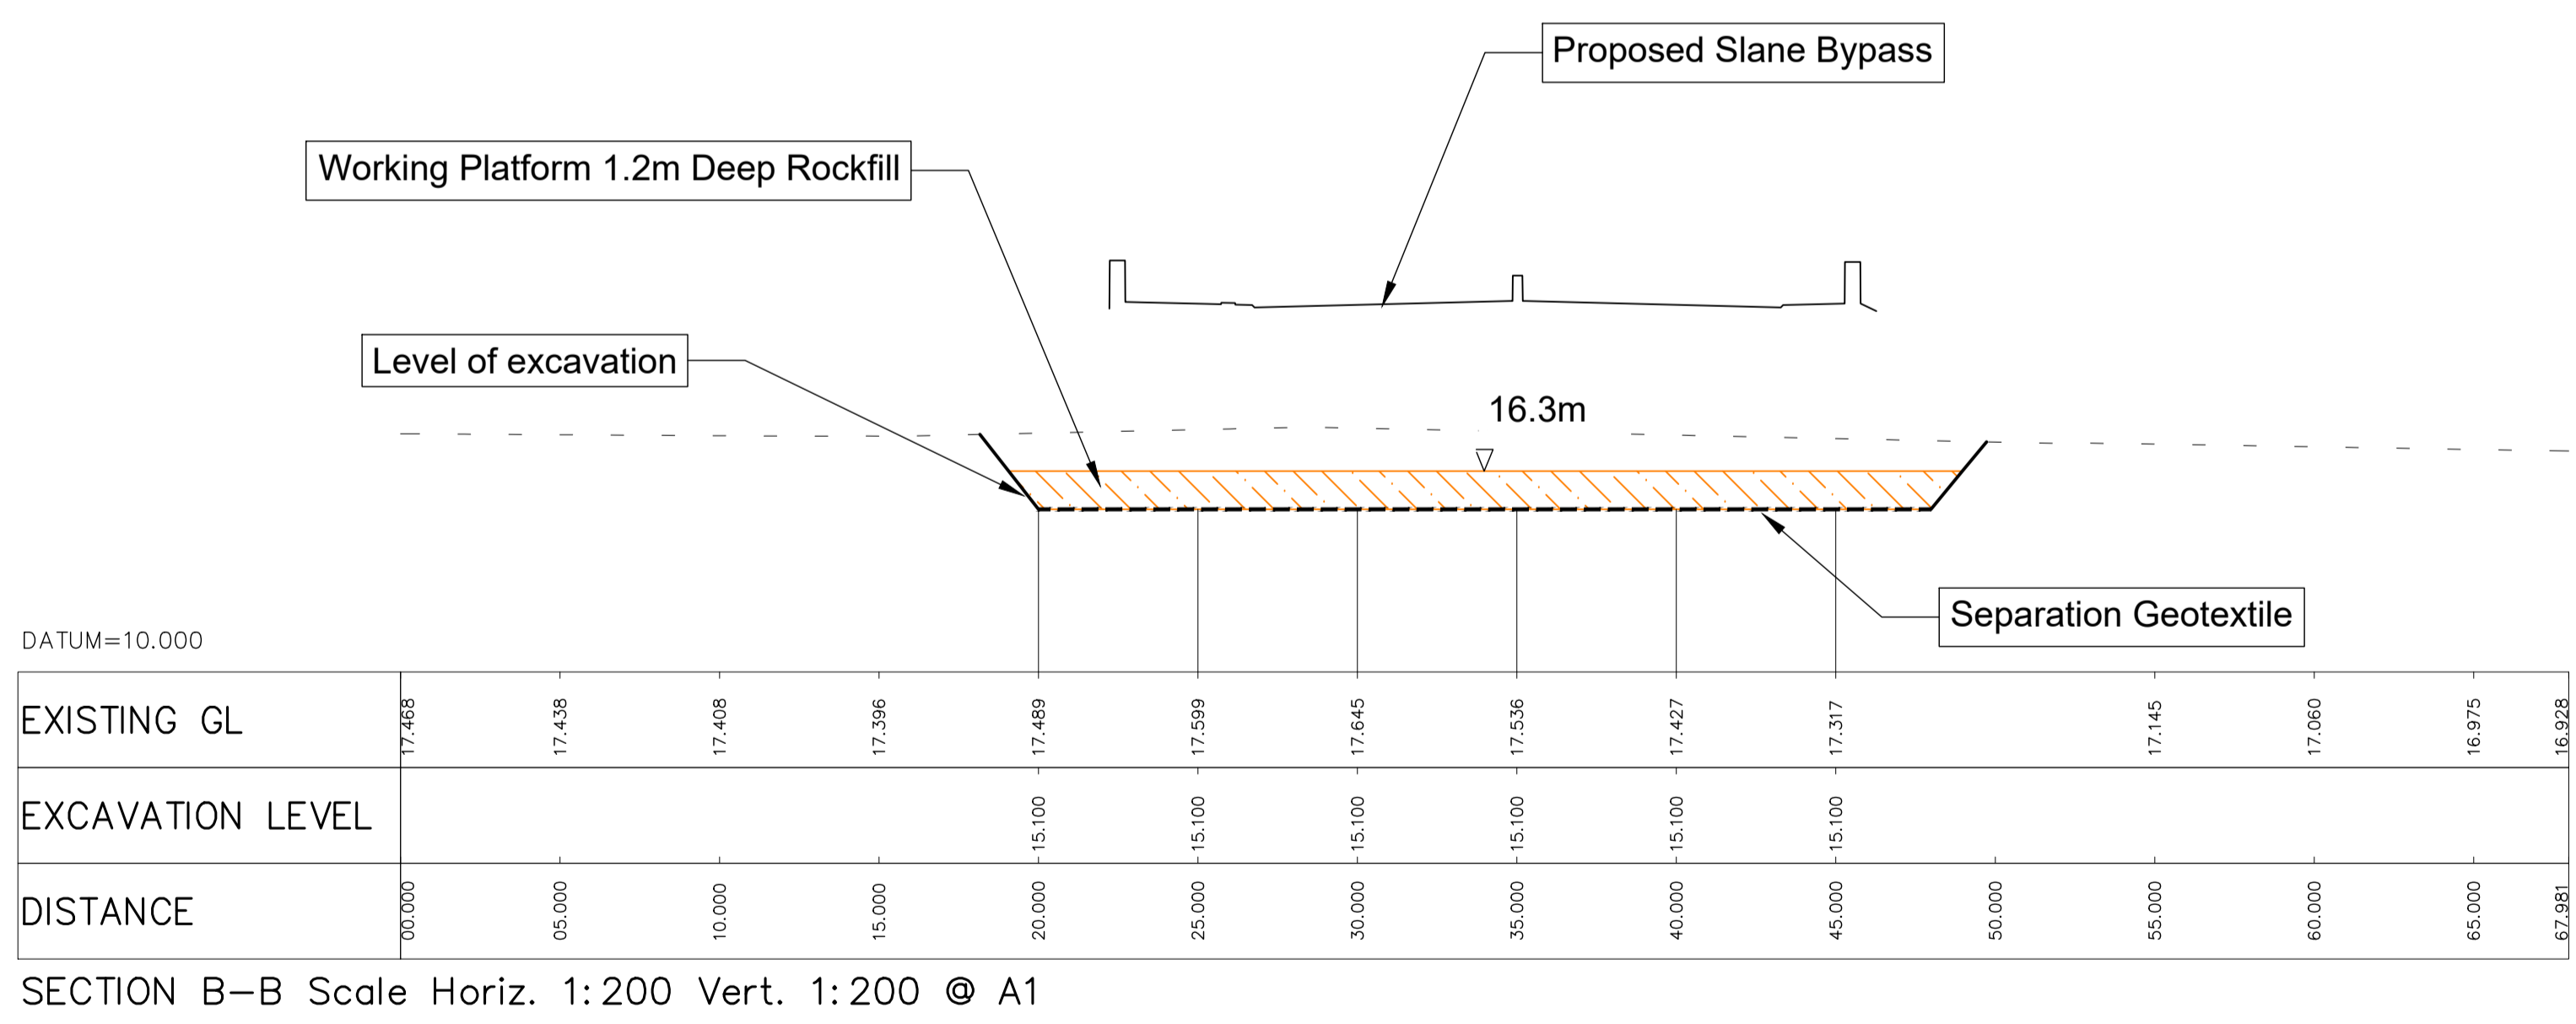 Proposed Slane Bypass
Working Platform 1.2m Deep Rockfill
Level of excavation
16.3m
Separation Geotextile
DATUM=10.000
EXISTING GL 17.468 17.438 17.408 17.396 17.489 17.599 17.645 17.536 17.427 17.317 17.145 17.060 16.975 16.928
EXCAVATION LEVEL 15.100 15.100 15.100 15.100 15.100 15.100
DISTANCE 00.000 05.000 10.000 15.000 20.000 25.000 30.000 35.000 40.000 45.000 50.000 55.000 60.000 65.000 67.981
SECTION B-B Scale Horiz. 1:200 Vert. 1:200 @ A1